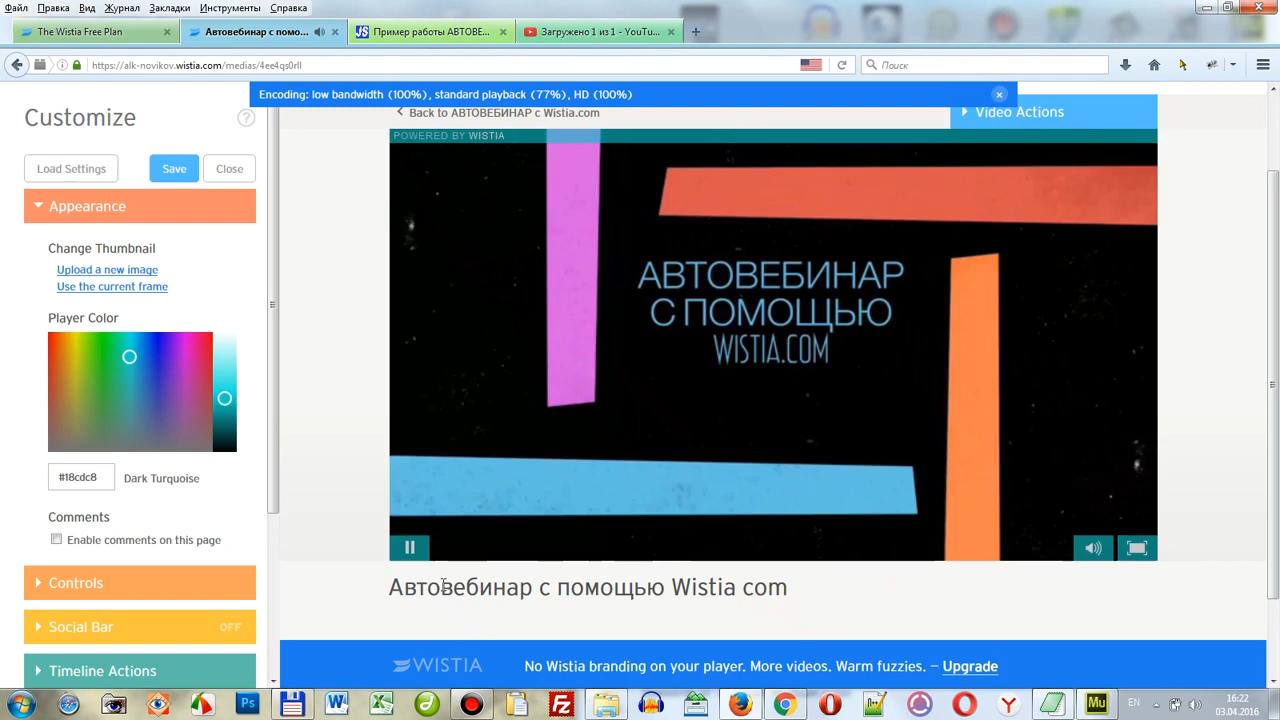 Файл Правка Вид Журнал Закладки Инструменты Справка
The Wistia Free Plan
Автовебинар с помо...
Пример работы АВТОВЕ...
Загружено 1 из 1 - YouTu...
https://alk-novikov.wistia.com/medias/4ee4qs0rll
Поиск
Encoding: low bandwidth (100%), standard playback (77%), HD (100%)
Customize
Back to АВТОВЕБИНАР с Wistia.com
Video Actions
POWERED BY WISTIA
Load Settings
Save
Close
Appearance
Change Thumbnail
Upload a new image
Use the current frame
Player Color
АВТОВЕБИНАР
С ПОМОЩЬЮ
WISTIA.COM
#18cdc8
Dark Turquoise
Comments
Enable comments on this page
Controls
Автовебинар с помощью Wistia com
Social Bar
OFF
Timeline Actions
WISTIA
No Wistia branding on your player. More videos. Warm fuzzies. – Upgrade
EN
16:22
03.04.2016